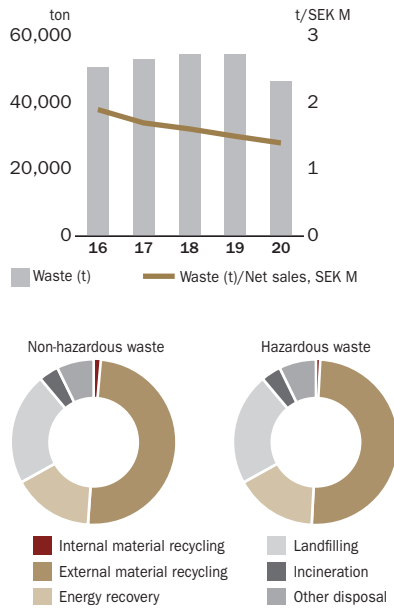 ton
t/SEK M
60,000
3
40,000
2
20,000
1
0
0
16 17 18 19 20
Waste (t)
Waste (t)/Net sales, SEK M
Non-hazardous waste
Hazardous waste
Internal material recycling
External material recycling
Energy recovery
Landfilling
Incineration
Other disposal